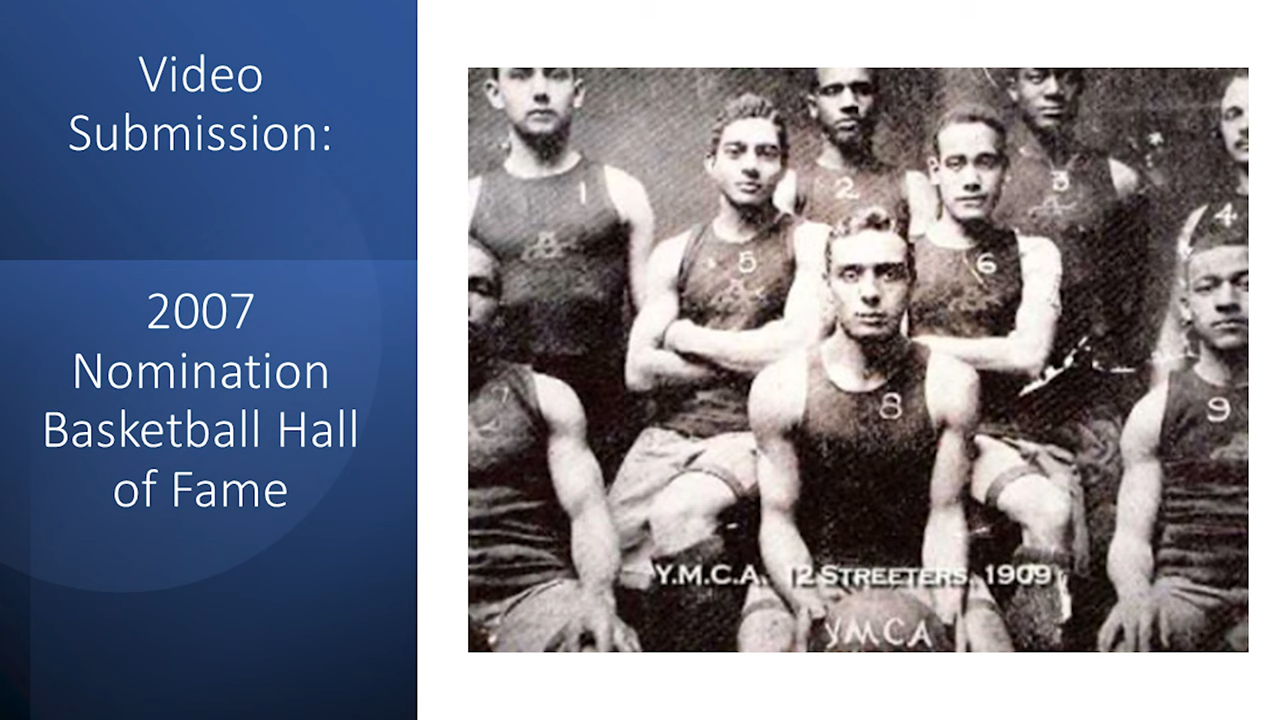 Video
Submission:
2007
Nomination
Basketball Hall
of Fame
1
2
3
4
5
6
8
9
Y.M.C.A. 12 STREETERS, 1909
YMCA